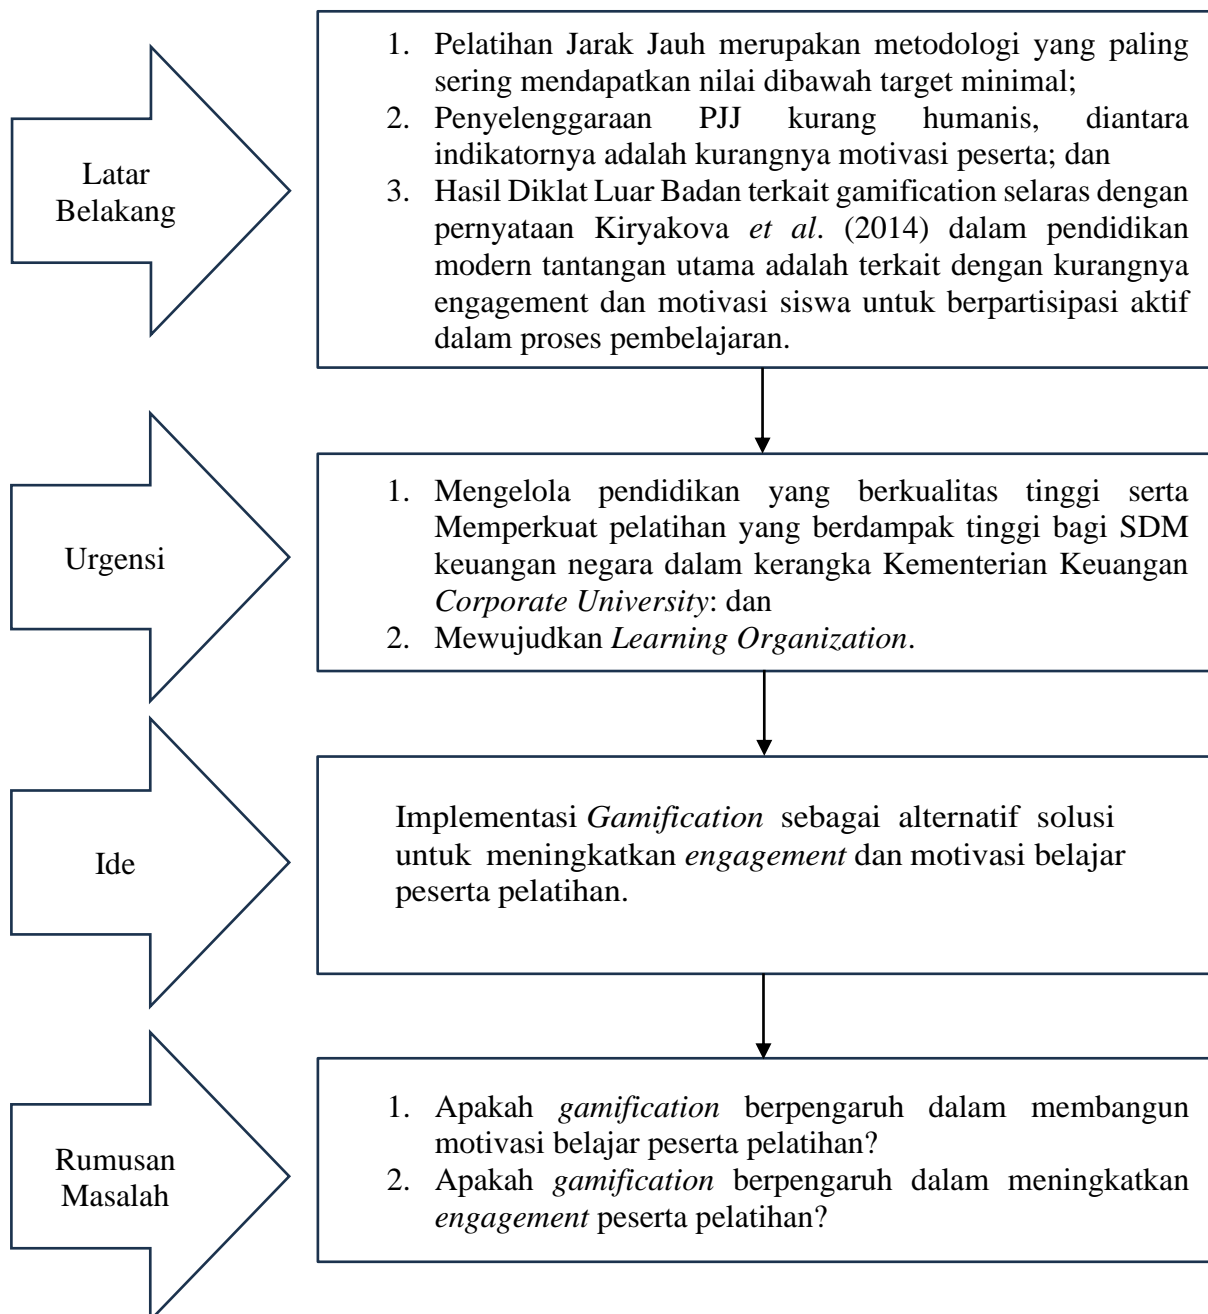 Latar
Belakang
1. Pelatihan Jarak Jauh merupakan metodologi yang paling
sering mendapatkan nilai dibawah target minimal;
2. Penyelenggaraan PJJ kurang humanis, diantara
indikatornya adalah kurangnya motivasi peserta; dan
3. Hasil Diklat Luar Badan terkait gamification selaras dengan
pernyataan Kiryakova et al. (2014) dalam pendidikan
modern tantangan utama adalah terkait dengan kurangnya
engagement dan motivasi siswa untuk berpartisipasi aktif
dalam proses pembelajaran.
Urgensi
1. Mengelola pendidikan yang berkualitas tinggi serta
Memperkuat pelatihan yang berdampak tinggi bagi SDM
keuangan negara dalam kerangka Kementerian Keuangan
Corporate University: dan
2. Mewujudkan Learning Organization.
Ide
Implementasi Gamification sebagai alternatif solusi
untuk meningkatkan engagement dan motivasi belajar
peserta pelatihan.
Rumusan
Masalah
1. Apakah gamification berpengaruh dalam membangun
motivasi belajar peserta pelatihan?
2. Apakah gamification berpengaruh dalam meningkatkan
engagement peserta pelatihan?